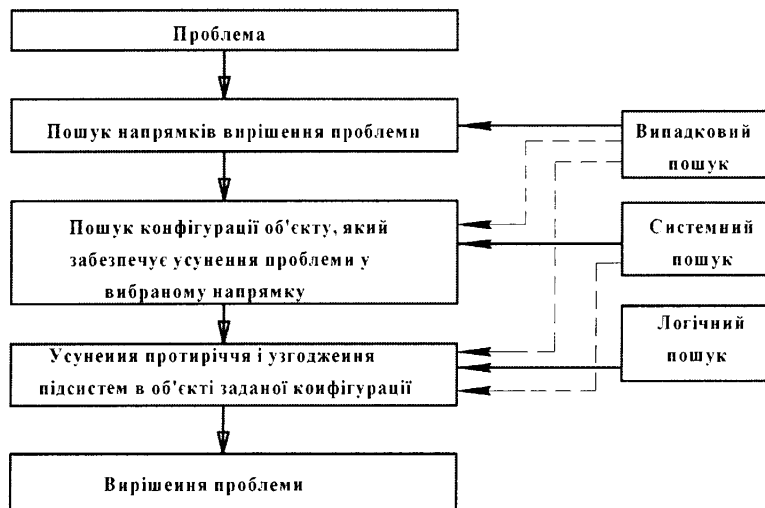 Проблема
Пошук напрямків вирішення проблеми
Пошук конфігурації об'єкту, який
забезпечує усунення проблеми у
вибраному напрямку
Усунення протиріччя і узгодження
підсистем в об'єкті заданої конфігурації
Вирішення проблеми
Випадковий
пошук
Системний
пошук
Логічний
пошук